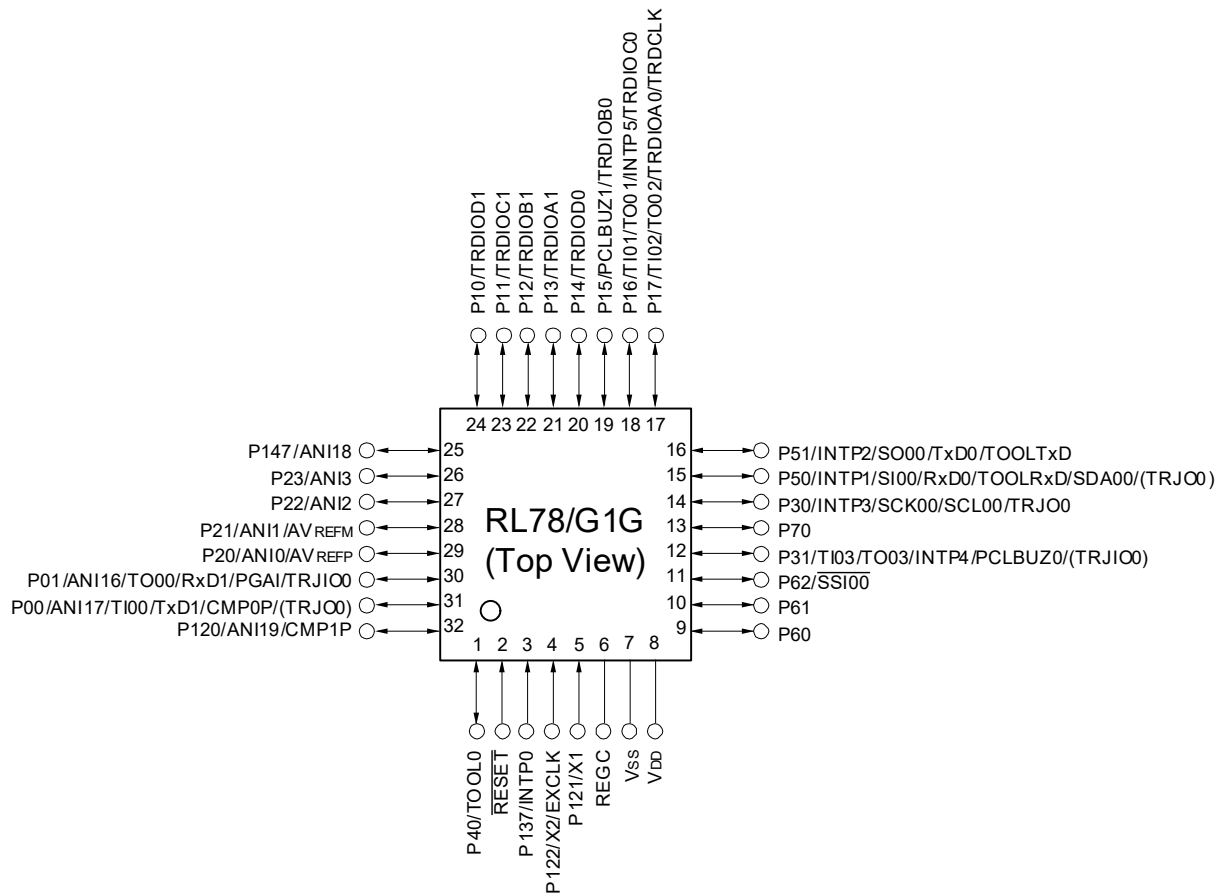 P10/TRDIOD1
P11/TRDIOC1
P12/TRDIOB1
P13/TRDIOA1
P14/TRDIOD0
P15/PCLBUZ1/TRDIOB0
P16/TI01/TO01/INTP5/TRDIOC0
P17/TI02/TO02/TRDIOA0/TRDCLK
24 23 22 21 20 19 18 17
P147/ANI18 25
P23/ANI3 26
P22/ANI2 27
P21/ANI1/AVREFM 28
P20/ANI0/AVREFP 29
P01/ANI16/TO00/RxD1/PGAI/TRJIO0 30
P00/ANI17/TI00/TxD1/CMP0P/(TRJO0) 31
P120/ANI19/CMP1P 32
RL78/G1G
(Top View)
16 P51/INTP2/SO00/TxD0/TOOLTxD
15 P50/INTP1/SI00/RxD0/TOOLRxD/SDA00/(TRJO0)
14 P30/INTP3/SCK00/SCL00/TRJO0
13 P70
12 P31/TI03/TO03/INTP4/PCLBUZ0/(TRJIO0)
11 P62/SSI00
10 P61
9 P60
1 2 3 4 5 6 7 8
P40/TOOL0
RESET
P137/INTP0
P122/X2/EXCLK
P121/X1
REGC
VSS
VDD